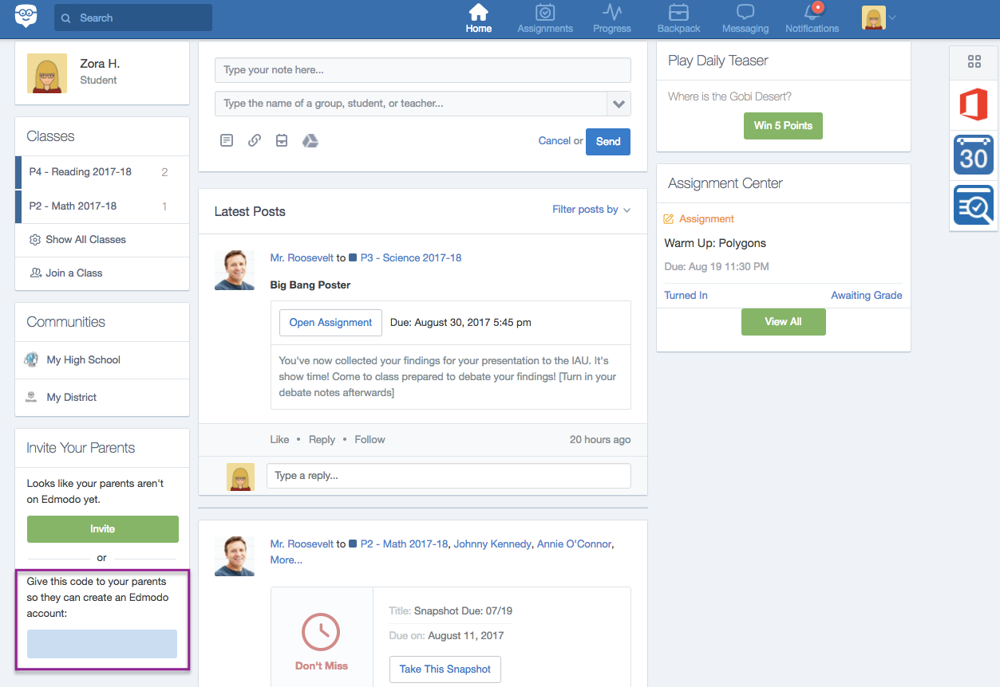 Search
Home
Assignments
Progress
Backpack
Messaging
Notifications
Zora H.
Student
Classes
P4 - Reading 2017-18 2
P2 - Math 2017-18 1
Show All Classes
Join a Class
Communities
My High School
My District
Invite Your Parents
Looks like your parents aren't
on Edmodo yet.
Invite
or
Give this code to your parents
so they can create an Edmodo
account:
Type your note here...
Type the name of a group, student, or teacher...
Cancel or Send
Latest Posts
Filter posts by
Mr. Roosevelt to P3 - Science 2017-18
Big Bang Poster
Open Assignment Due: August 30, 2017 5:45 pm
You've now collected your findings for your presentation to the IAU. It's
show time! Come to class prepared to debate your findings! [Turn in your
debate notes afterwards]
Like • Reply • Follow 20 hours ago
Type a reply...
Mr. Roosevelt to P2 - Math 2017-18, Johnny Kennedy, Annie O'Connor,
More...
Don't Miss
Title: Snapshot Due: 07/19
Due on: August 11, 2017
Take This Snapshot
Play Daily Teaser
Where is the Gobi Desert?
Win 5 Points
Assignment Center
Assignment
Warm Up: Polygons
Due: Aug 19 11:30 PM
Turned In Awaiting Grade
View All
30